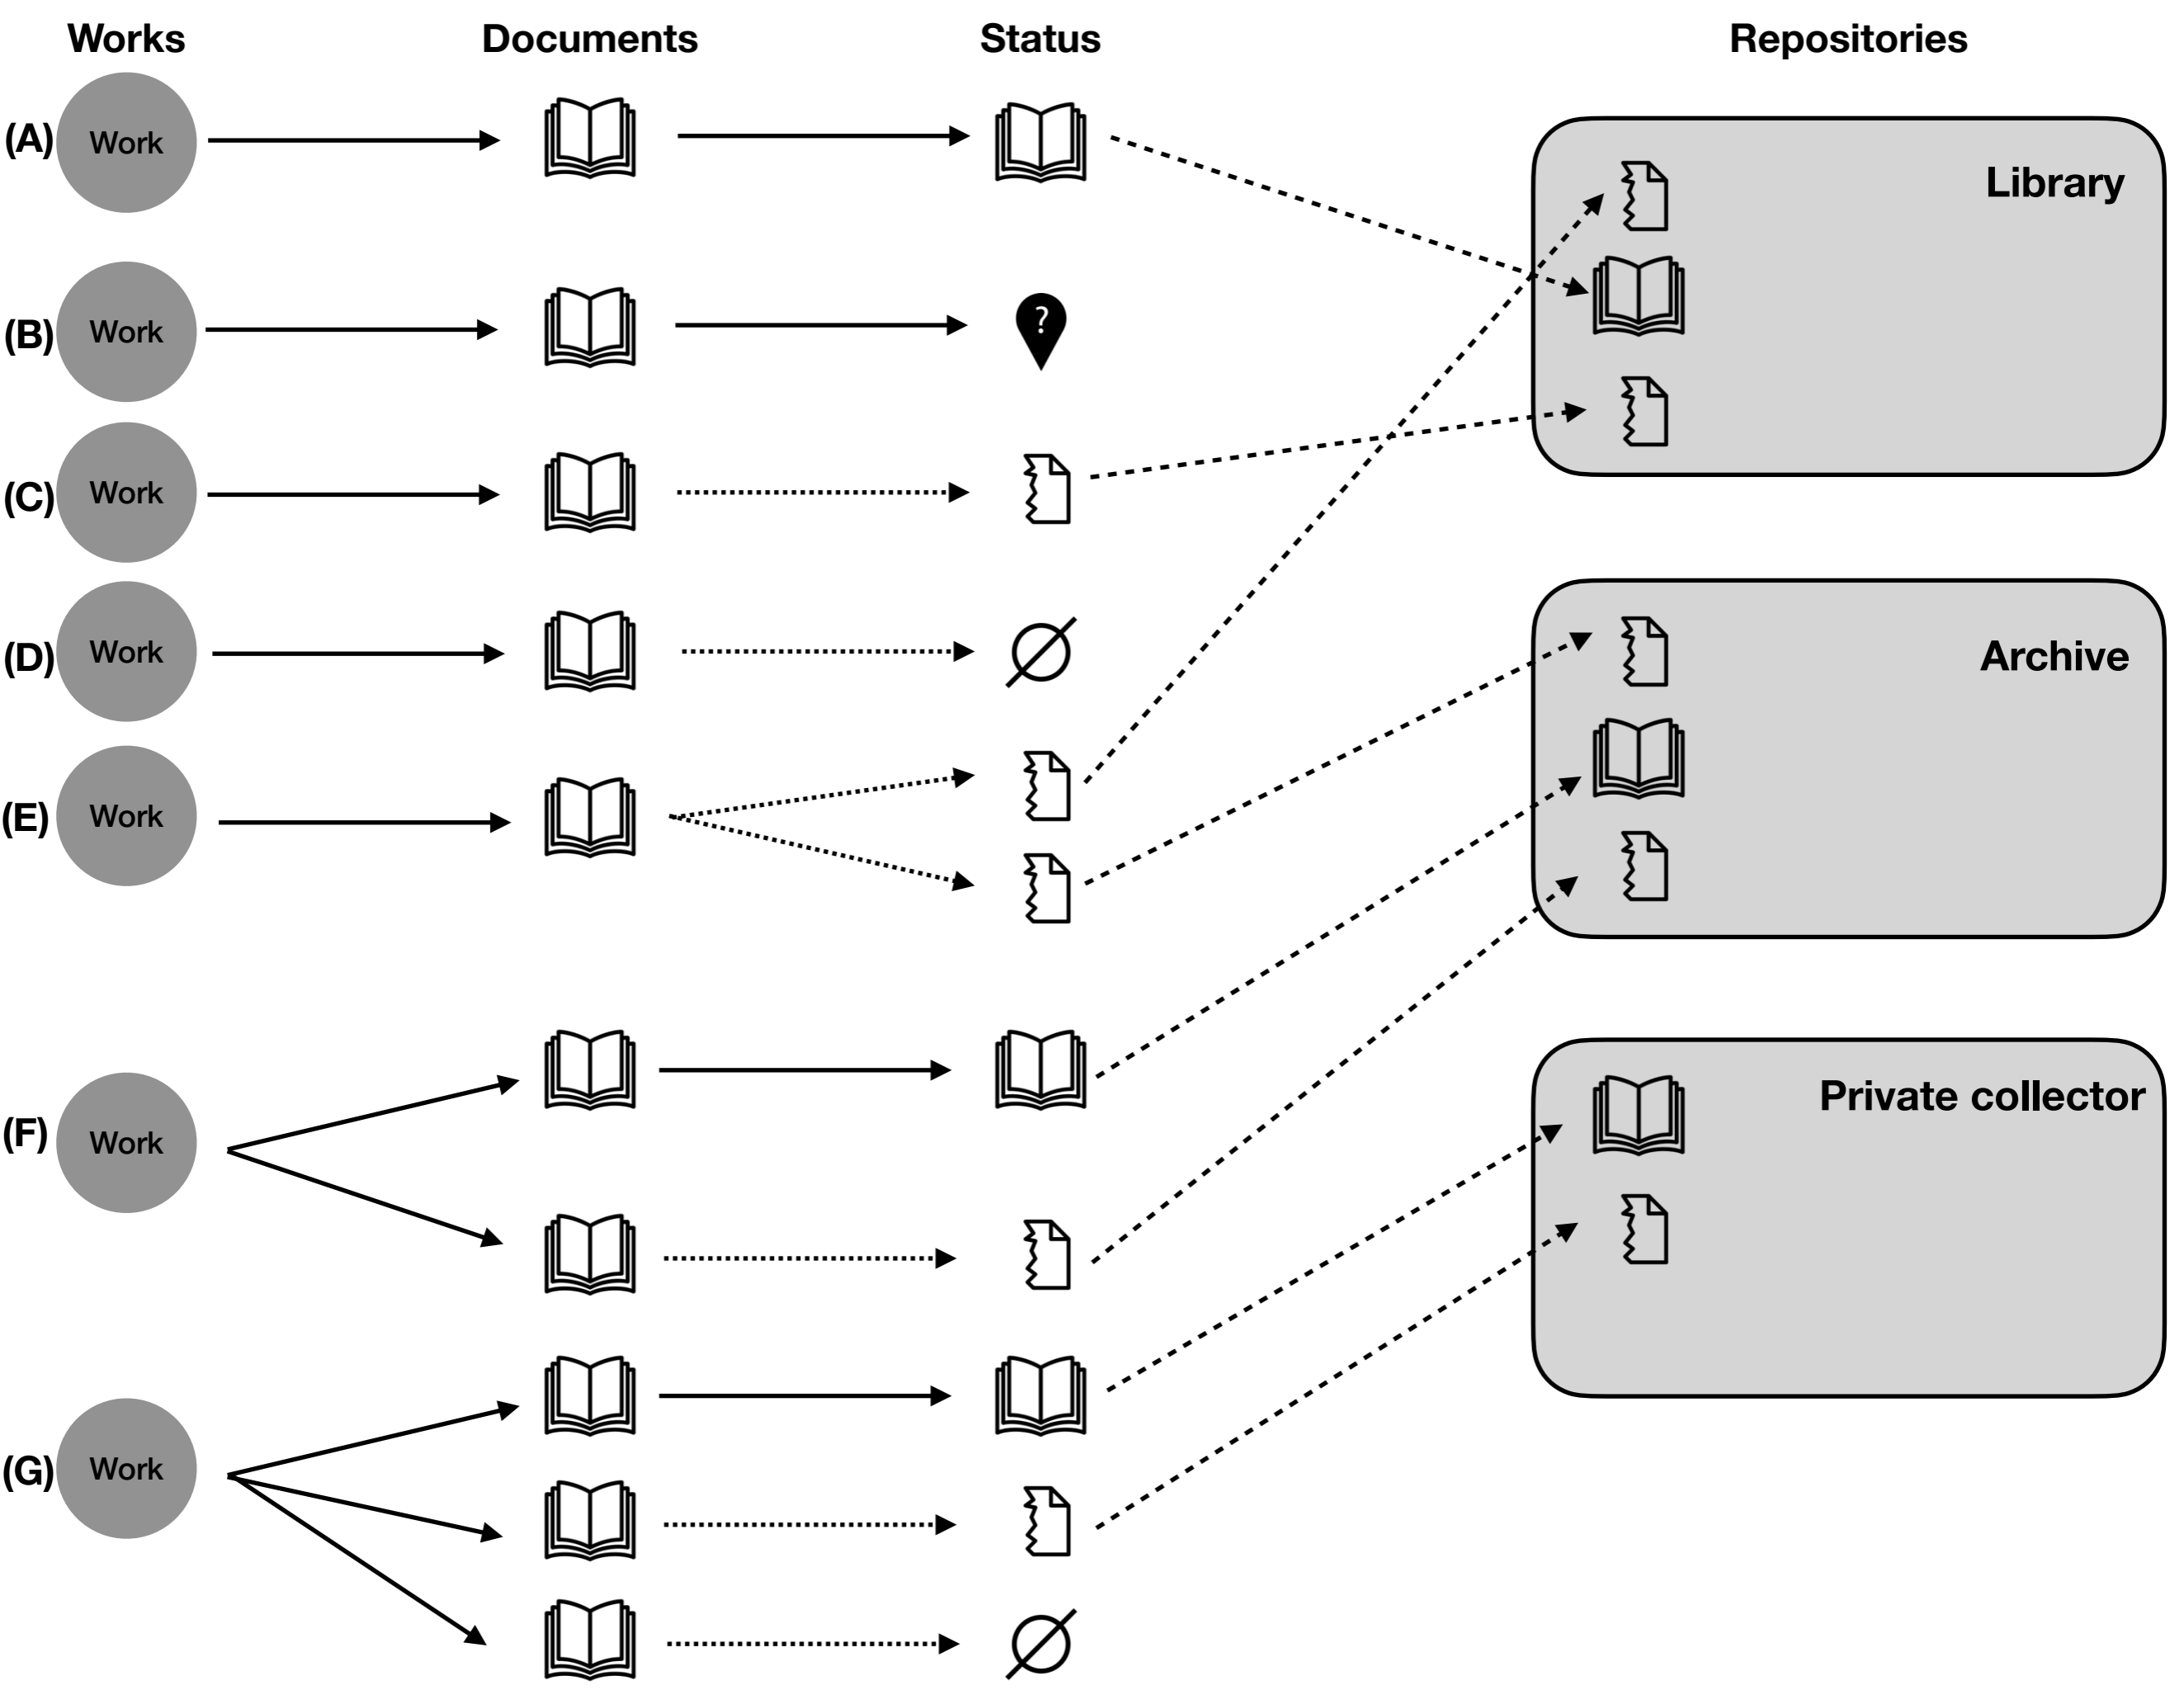 Works Documents Status Repositories
(A) Work
Library
(B) Work ?
(C) Work
(D) Work
Archive
(E) Work
(F) Work
Private collector
(G) Work